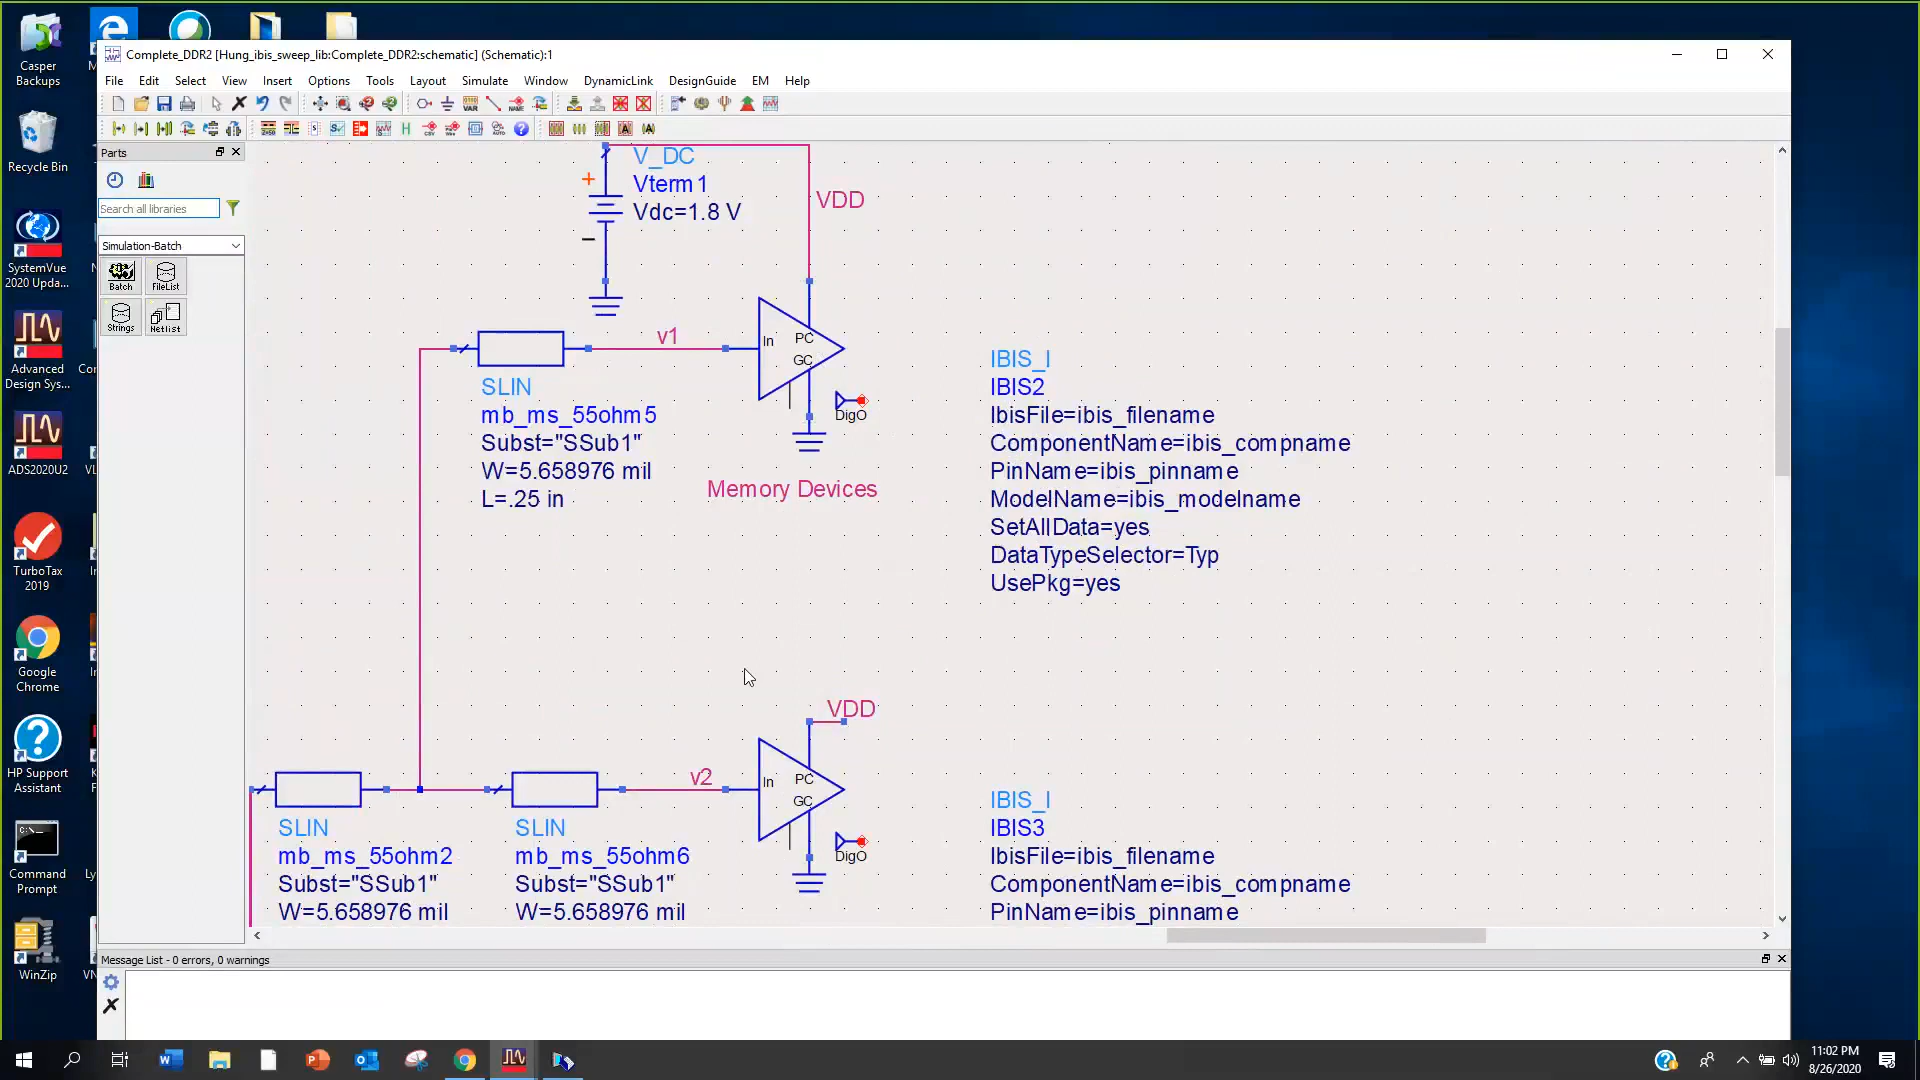 Complete_DDR2 [Hung_ibis_sweep_lib:Complete_DDR2:schematic] (Schematic):1
File Edit Select View Insert Options Tools Layout Simulate Window DynamicLink DesignGuide EM Help
Parts
Search all libraries
Simulation-Batch
Batch
FileList
Strings
Netlist
V_DC
Vterm1
Vdc=1.8 V
VDD
v1
In
PC
GC
DigO
SLIN
mb_ms_55ohm5
Subst="SSub1"
W=5.658976 mil
L=.25 in
Memory Devices
IBIS_I
IBIS2
IbisFile=ibis_filename
ComponentName=ibis_compname
PinName=ibis_pinname
ModelName=ibis_modelname
SetAllData=yes
DataTypeSelector=Typ
UsePkg=yes
VDD
v2
In
PC
GC
DigO
SLIN
mb_ms_55ohm2
Subst="SSub1"
W=5.658976 mil
SLIN
mb_ms_55ohm6
Subst="SSub1"
W=5.658976 mil
IBIS_I
IBIS3
IbisFile=ibis_filename
ComponentName=ibis_compname
PinName=ibis_pinname
Message List - 0 errors, 0 warnings
Casper
Backups
Recycle Bin
SystemVue
2020 Upda...
Advanced
Design Sys...
ADS2020U2
TurboTax
2019
Google
Chrome
HP Support
Assistant
Command
Prompt
WinZip
11:02 PM
8/26/2020